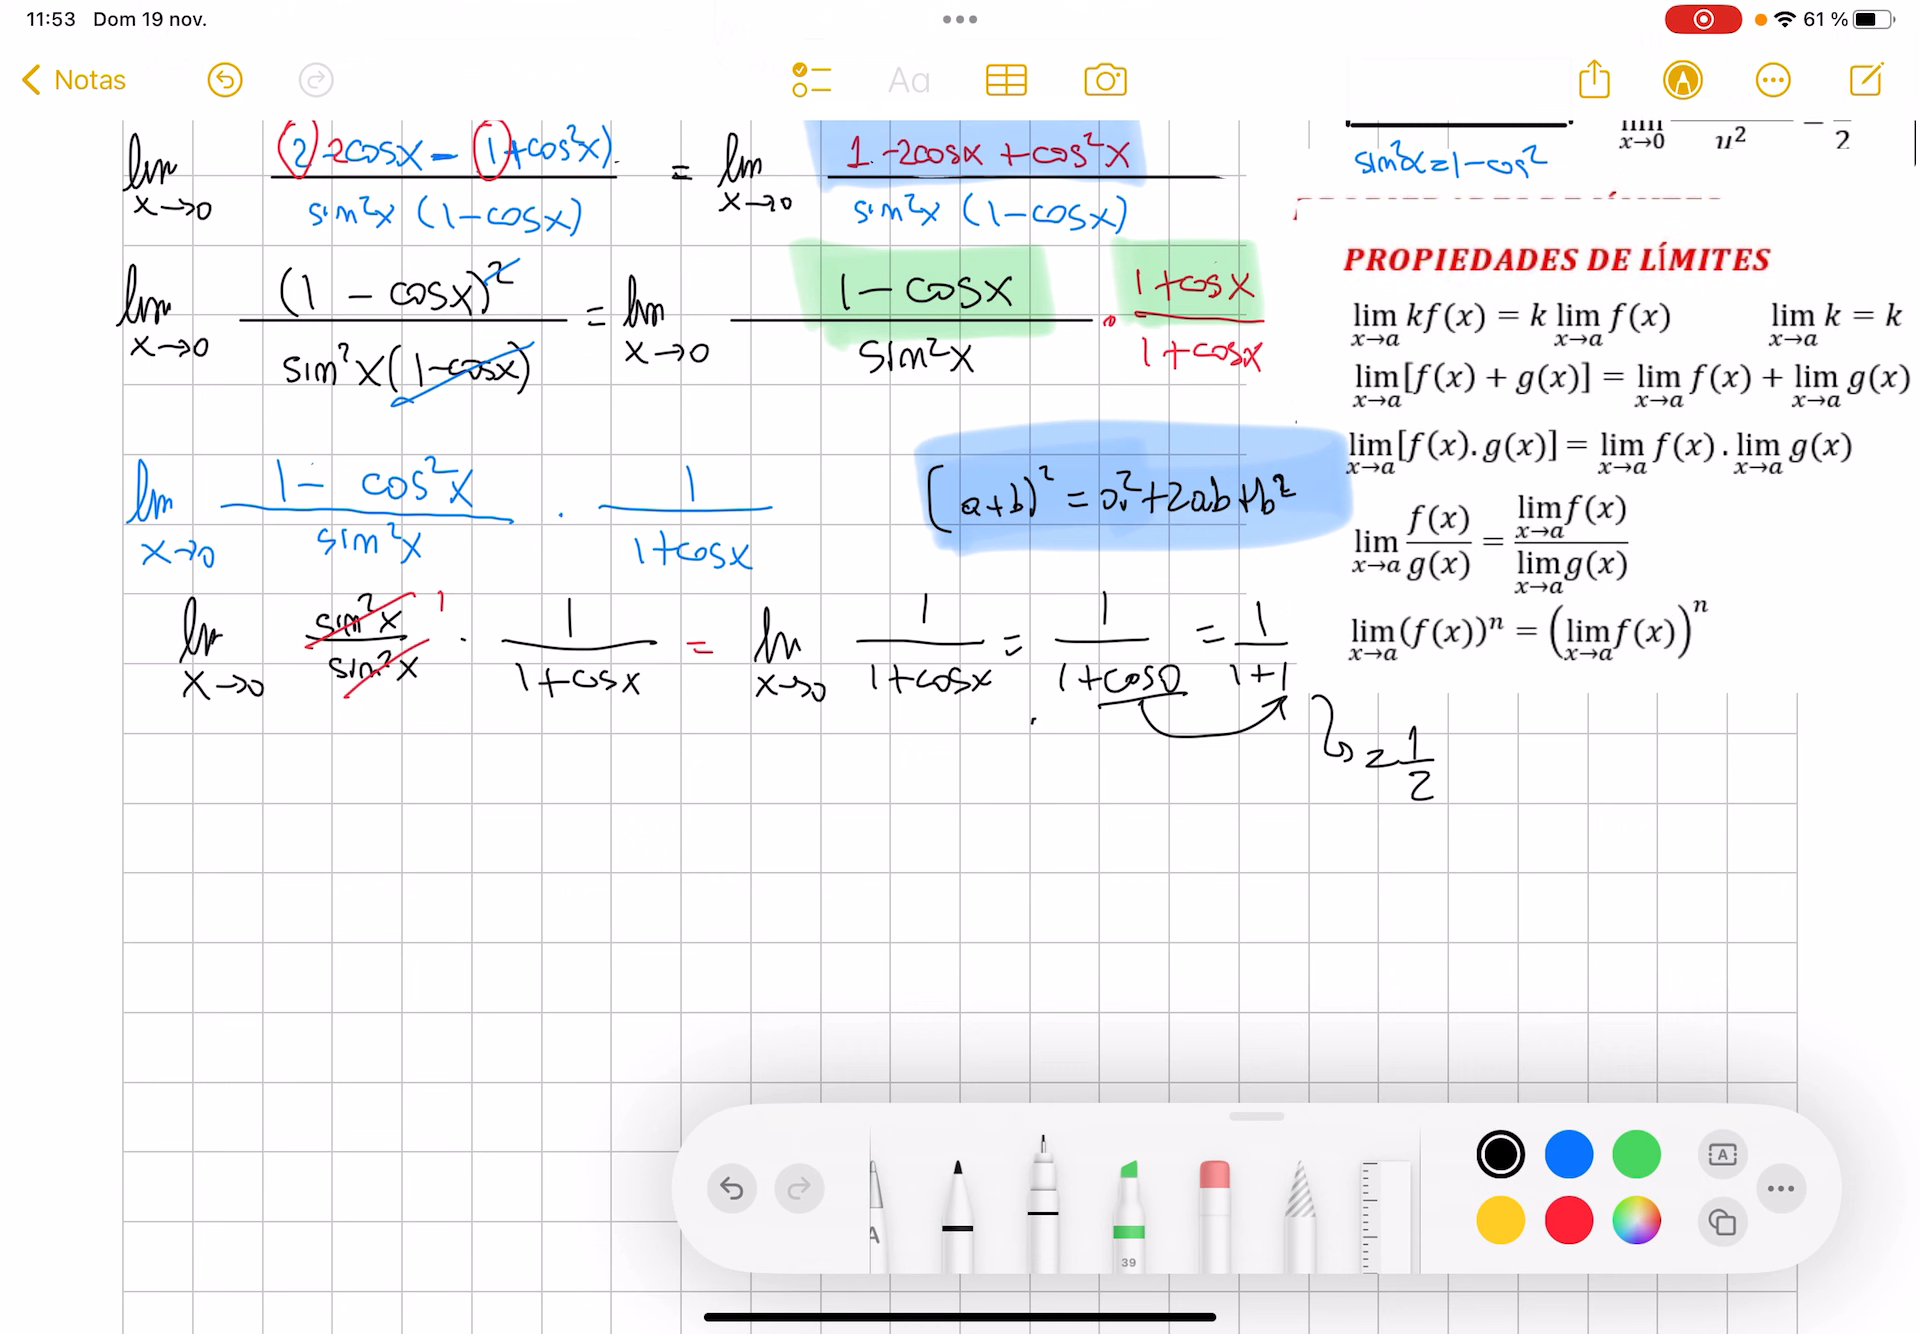 11:53 Dom 19 nov.
61 %
Notas
Aa
lim x→0 (2 - 2cosx - 1 + cos²x) / (sin²x (1-cosx)) = lim x→0 (1 - 2cosx + cos²x) / (sin²x (1-cosx))
lim x→0 (1 - cosx)² / (sin²x(1-cosx)) = lim x→0 (1 - cosx) / (sin²x) · (1+cosx) / (1+cosx)
lim x→0 (1 - cos²x) / (sin²x) · 1 / (1+cosx)
(a+b)² = a²+2ab+b²
lim x→0 sin²x / sin²x 1 · 1 / (1+cosx) = lim x→0 1 / (1+cosx) = 1 / (1+cos0) = 1 / (1+1)
= 1/2
sin²x=1-cos²
lim x→0 u² - 2
PROPIEDADES DE LÍMITES
lim x→a kf(x) = k lim x→a f(x) lim x→a k = k
lim x→a [f(x) + g(x)] = lim x→a f(x) + lim x→a g(x)
lim x→a [f(x).g(x)] = lim x→a f(x) . lim x→a g(x)
lim x→a f(x)/g(x) = lim x→a f(x) / lim x→a g(x)
lim x→a (f(x))ⁿ = (lim x→a f(x))ⁿ
A
39
A